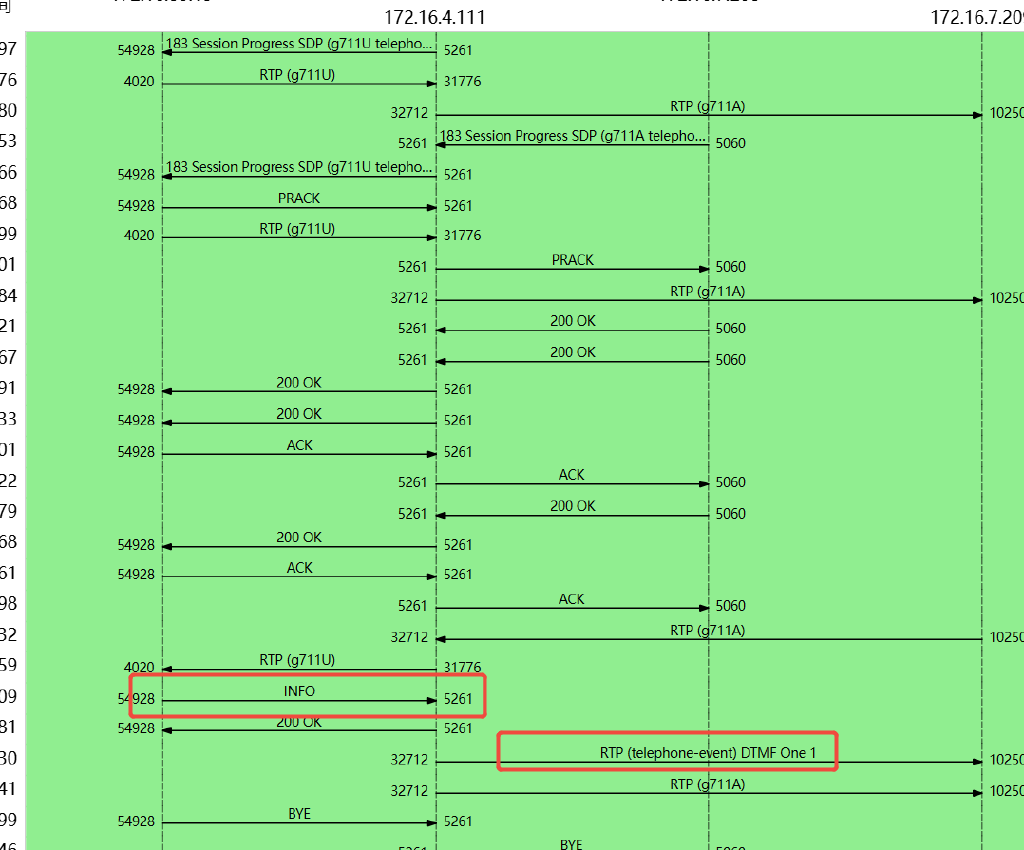 间
172.16.4.111
97 54928 183 Session Progress SDP (g711U telepho... 5261
76 4020 RTP (g711U) 31776
80 32712 RTP (g711A) 10250
53 5261 183 Session Progress SDP (g711A telepho... 5060
66 54928 183 Session Progress SDP (g711U telepho... 5261
68 54928 PRACK 5261
99 4020 RTP (g711U) 31776
01 5261 PRACK 5060
84 32712 RTP (g711A) 10250
21 5261 200 OK 5060
67 5261 200 OK 5060
91 54928 200 OK 5261
33 54928 200 OK 5261
01 54928 ACK 5261
22 5261 ACK 5060
79 5261 200 OK 5060
68 54928 200 OK 5261
61 54928 ACK 5261
98 5261 ACK 5060
32 32712 RTP (g711A) 10250
59 4020 RTP (g711U) 31776
09 54928 INFO 5261
81 54928 200 OK 5261
30 32712 RTP (telephone-event) DTMF One 1 10250
41 32712 RTP (g711A) 10250
99 54928 BYE 5261
46 5261 BYE 5060